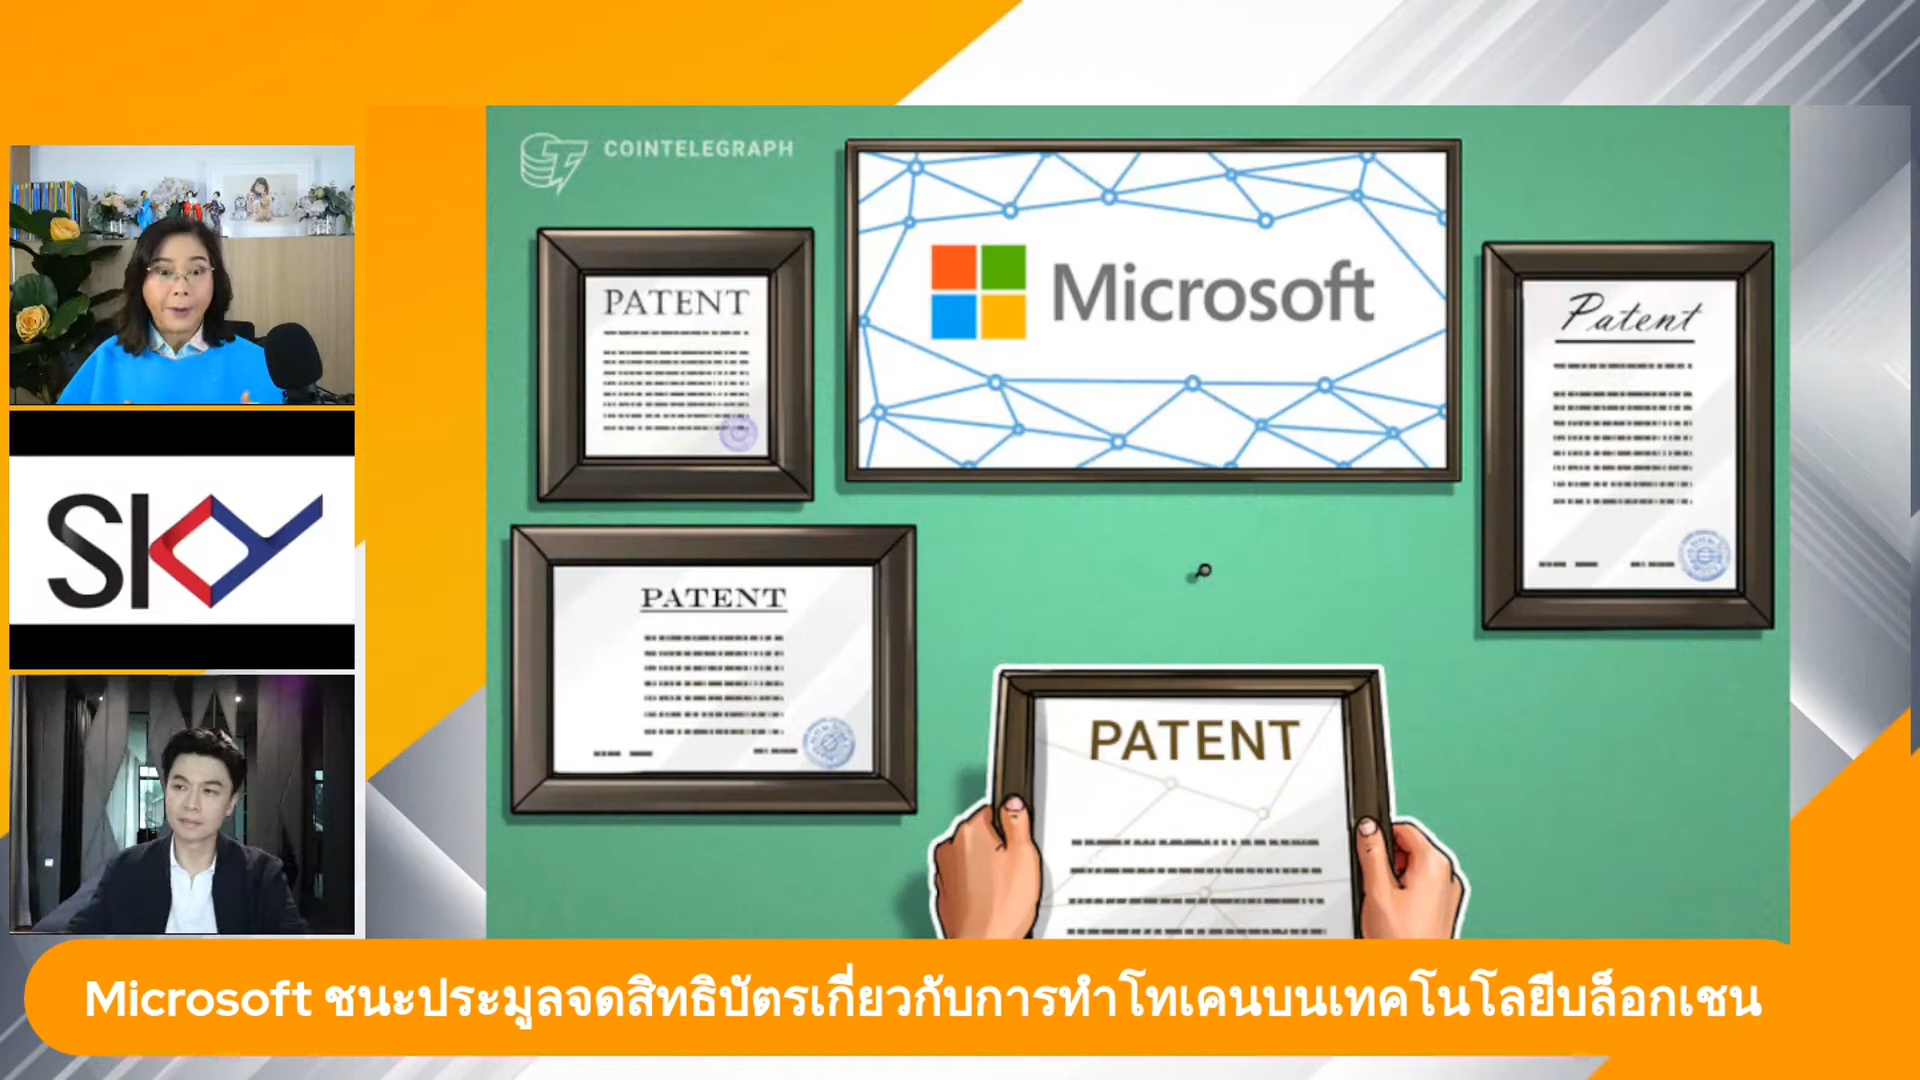 COINTELEGRAPH
Microsoft
PATENT
Patent
SKY
PATENT
PATENT
Microsoft ชนะประมูลจดสิทธิบัตรเกี่ยวกับการทำโทเคนบนเทคโนโลยีบล็อกเชน